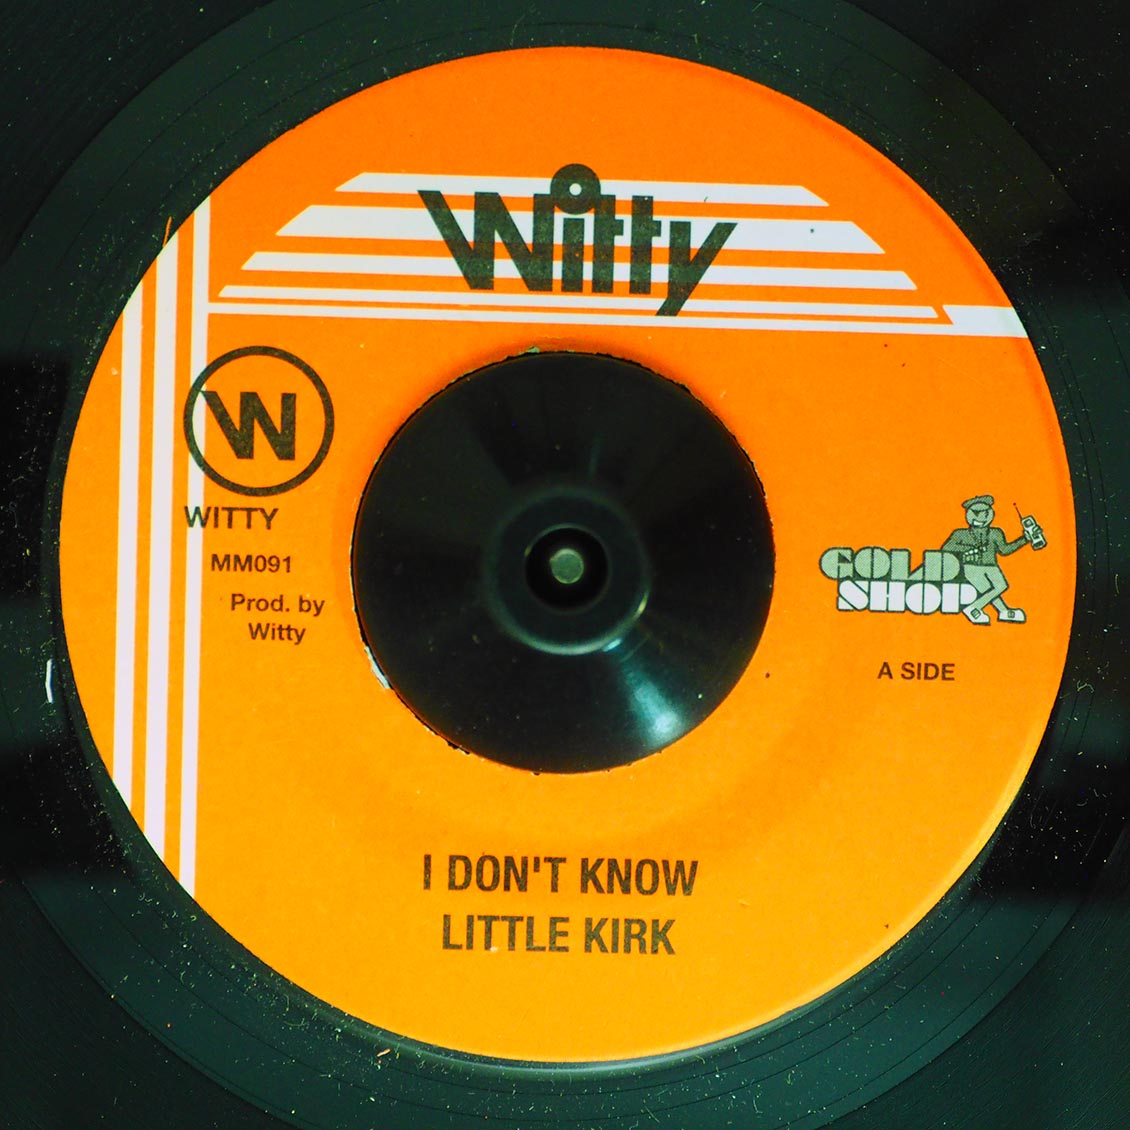 Witty
W
WITTY
MM091
Prod. by
Witty
GOLD
SHOP
A SIDE
I DON'T KNOW
LITTLE KIRK